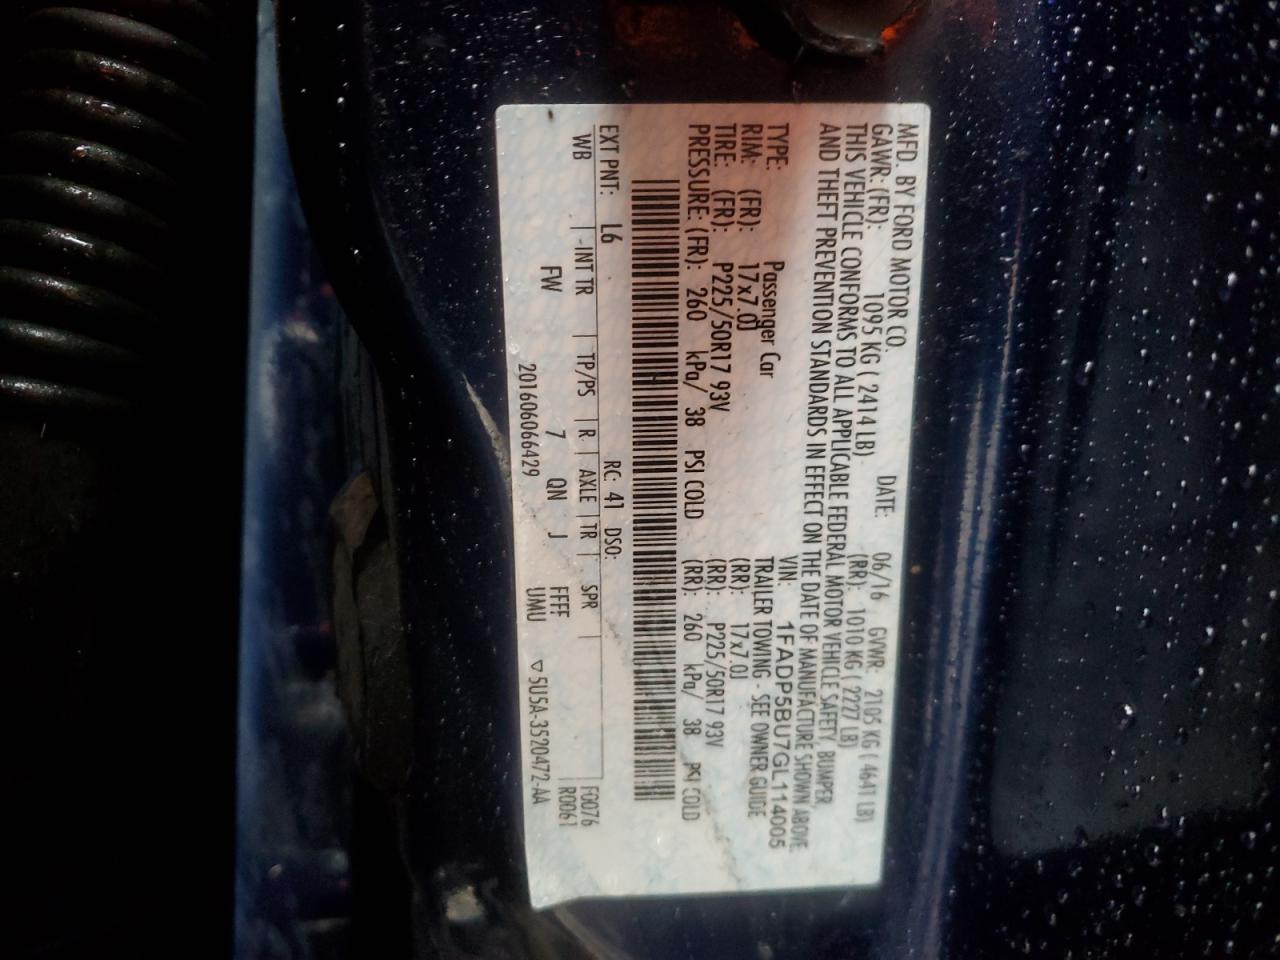 MFD. BY FORD MOTOR CO.
DATE: 06/16 GVWR: 2105 KG ( 4641 LB)
GAWR: (FR): 1095 KG ( 2414 LB) (RR): 1010 KG ( 2227 LB)
THIS VEHICLE CONFORMS TO ALL APPLICABLE FEDERAL MOTOR VEHICLE SAFETY, BUMPER,
AND THEFT PREVENTION STANDARDS IN EFFECT ON THE DATE OF MANUFACTURE SHOWN ABOVE.
VIN: 1FADP5BU7GL114005
TYPE: Passenger Car TRAILER TOWING - SEE OWNER GUIDE
RIM: (FR): 17x7.0J (RR): 17x7.0J
TIRE: (FR): P225/50R17 93V (RR): P225/50R17 93V
PRESSURE: (FR): 260 kPa/ 38 PSI COLD (RR): 260 kPa/ 38 PSI COLD
EXT PNT: L6 RC: 41 DSO: F0076
WB | -INT TR | TP/PS | R. | AXLE | TR | SPR R0061
FW 7 QN J FFFF
201606066429 UMU ▽5U5A-3520472-AA